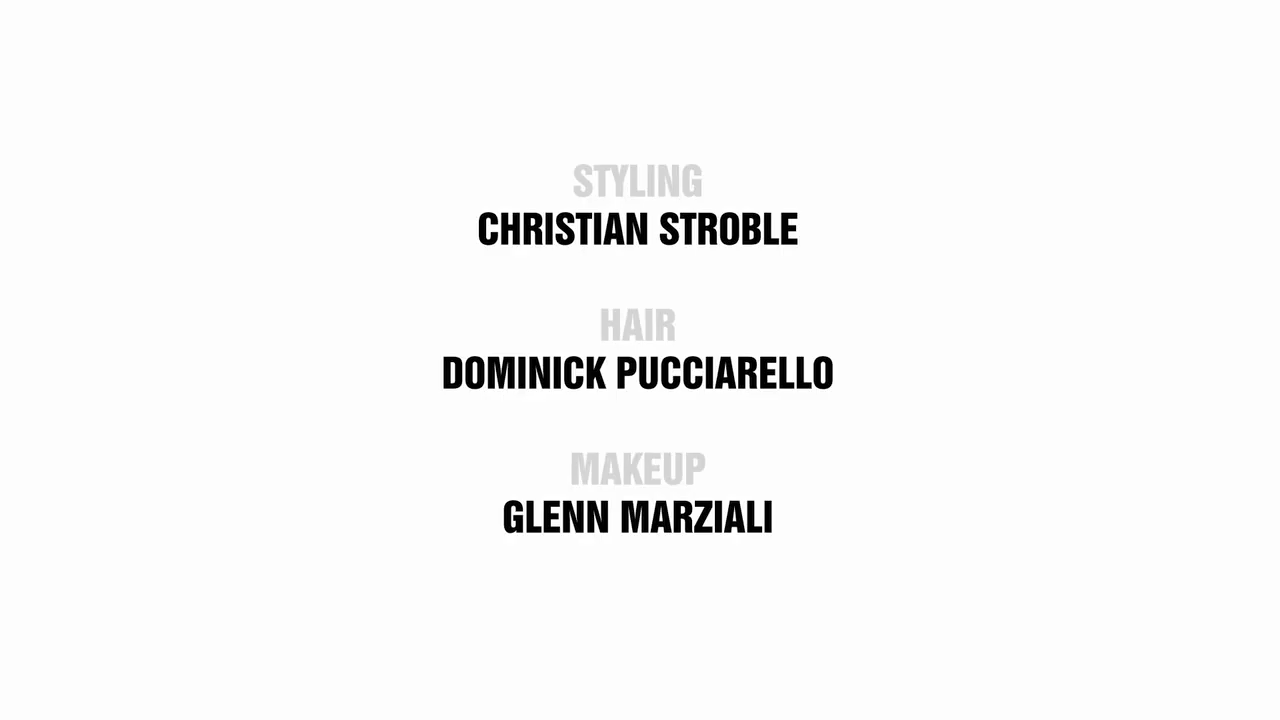 STYLING
CHRISTIAN STROBLE
HAIR
DOMINICK PUCCIARELLO
MAKEUP
GLENN MARZIALI